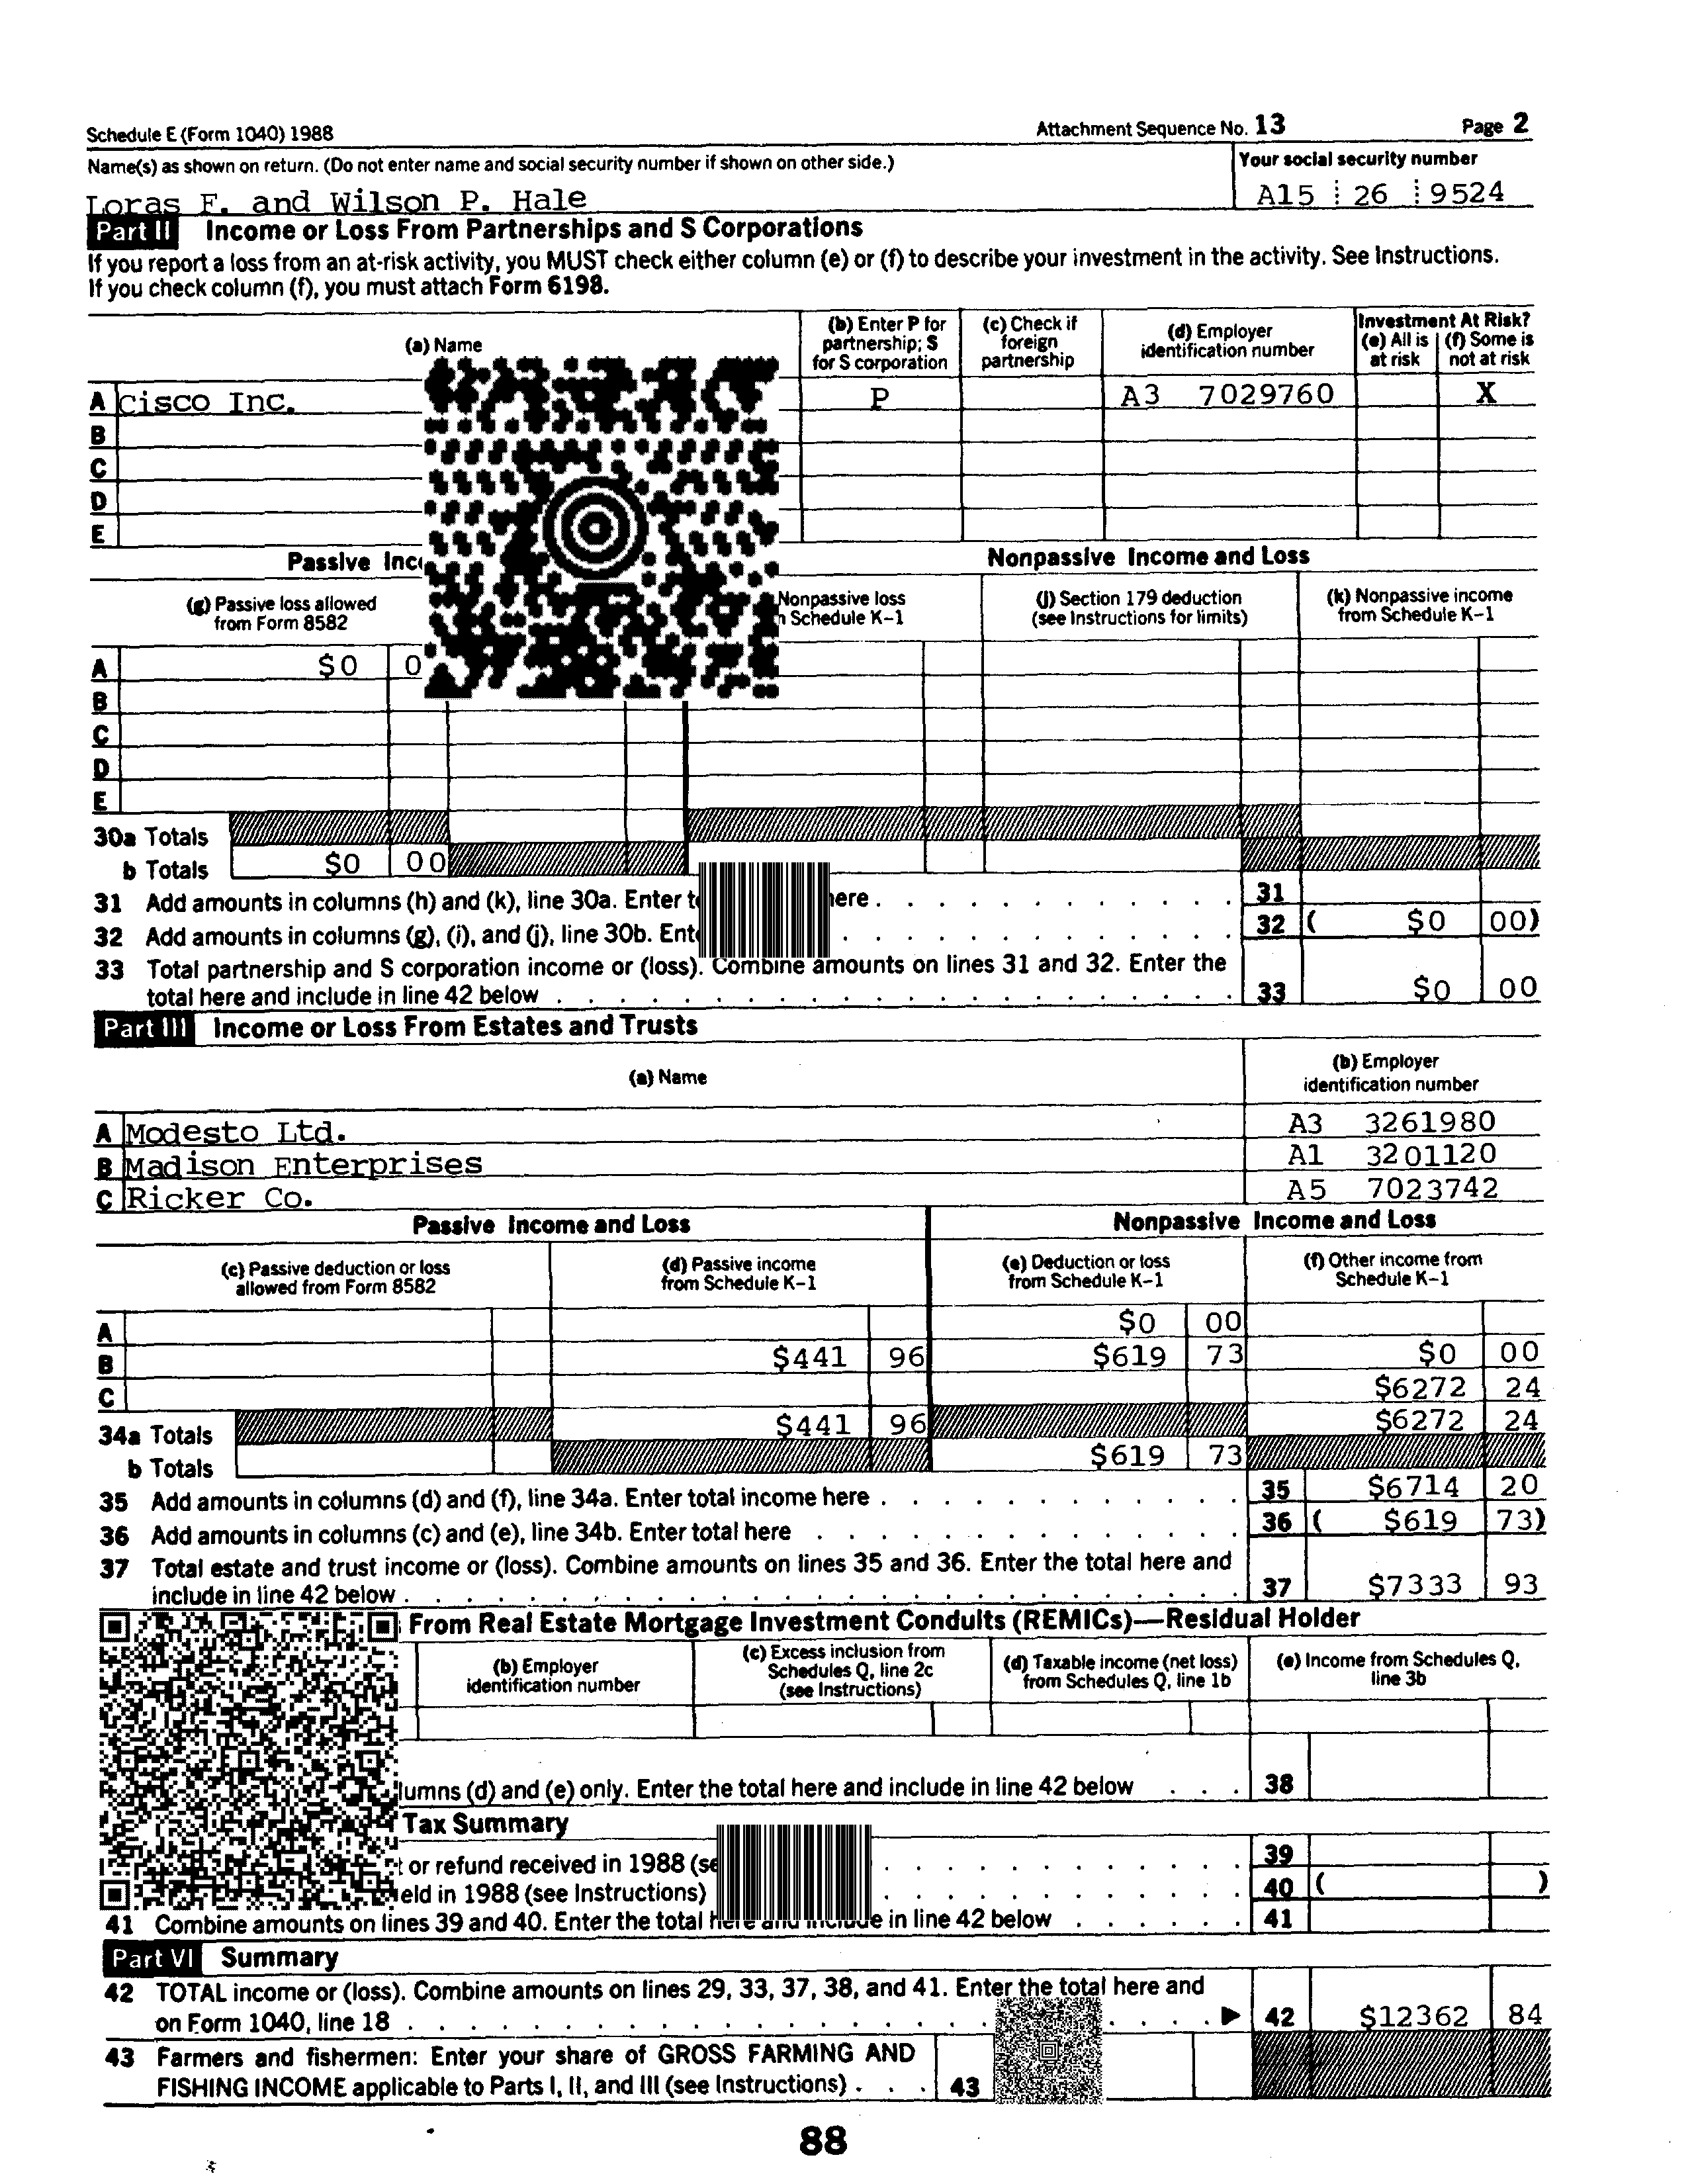 Schedule E (Form 1040) 1988 Attachment Sequence No. 13 Page 2
Name(s) as shown on return. (Do not enter name and social security number if shown on other side.) Your social security number
Loras F. and Wilson P. Hale A15 26 9524
Part II Income or Loss From Partnerships and S Corporations
If you report a loss from an at-risk activity, you MUST check either column (e) or (f) to describe your investment in the activity. See Instructions.
If you check column (f), you must attach Form 6198.
(a) Name
(b) Enter P for partnership; S for S corporation
(c) Check if foreign partnership
(d) Employer identification number
Investment At Risk?
(e) All is at risk
(f) Some is not at risk
A Cisco Inc. P A3 7029760 X
B
C
D
E
Passive Nonpassive Income and Loss
(g) Passive loss allowed from Form 8582
Nonpassive loss Schedule K-1
(j) Section 179 deduction (see Instructions for limits)
(k) Nonpassive income from Schedule K-1
A $0 0
B
C
D
E
30a Totals
b Totals $0 00
31 Add amounts in columns (h) and (k), line 30a. Enter 31
32 Add amounts in columns (g), (i), and (j), line 30b. 32 ( $0 00)
33 Total partnership and S corporation income or (loss). Combine amounts on lines 31 and 32. Enter the
total here and include in line 42 below 33 $0 00
Part III Income or Loss From Estates and Trusts
(a) Name
(b) Employer identification number
A Modesto Ltd. A3 3261980
B Madison Enterprises A1 3201120
C Ricker Co. A5 7023742
Passive Income and Loss Nonpassive Income and Loss
(c) Passive deduction or loss allowed from Form 8582
(d) Passive income from Schedule K-1
(e) Deduction or loss from Schedule K-1
(f) Other income from Schedule K-1
A $0 00
B $441 96 $619 73 $0 00
C $6272 24
34a Totals $441 96 $6272 24
b Totals $619 73
35 Add amounts in columns (d) and (f), line 34a. Enter total income here 35 $6714 20
36 Add amounts in columns (c) and (e), line 34b. Enter total here 36 ( $619 73)
37 Total estate and trust income or (loss). Combine amounts on lines 35 and 36. Enter the total here and
include in line 42 below 37 $7333 93
From Real Estate Mortgage Investment Conduits (REMICs)—Residual Holder
(b) Employer identification number
(c) Excess inclusion from Schedules Q, line 2c (see Instructions)
(d) Taxable income (net loss) from Schedules Q, line 1b
(e) Income from Schedules Q, line 3b
lumns (d) and (e) only. Enter the total here and include in line 42 below 38
Tax Summary
or refund received in 1988 39
eld in 1988 (see Instructions) 40 ( )
41 Combine amounts on lines 39 and 40. Enter the total here and include in line 42 below 41
Part VI Summary
42 TOTAL income or (loss). Combine amounts on lines 29, 33, 37, 38, and 41. Enter the total here and
on Form 1040, line 18 42 $12362 84
43 Farmers and fishermen: Enter your share of GROSS FARMING AND
FISHING INCOME applicable to Parts I, II, and III (see Instructions) 43
88